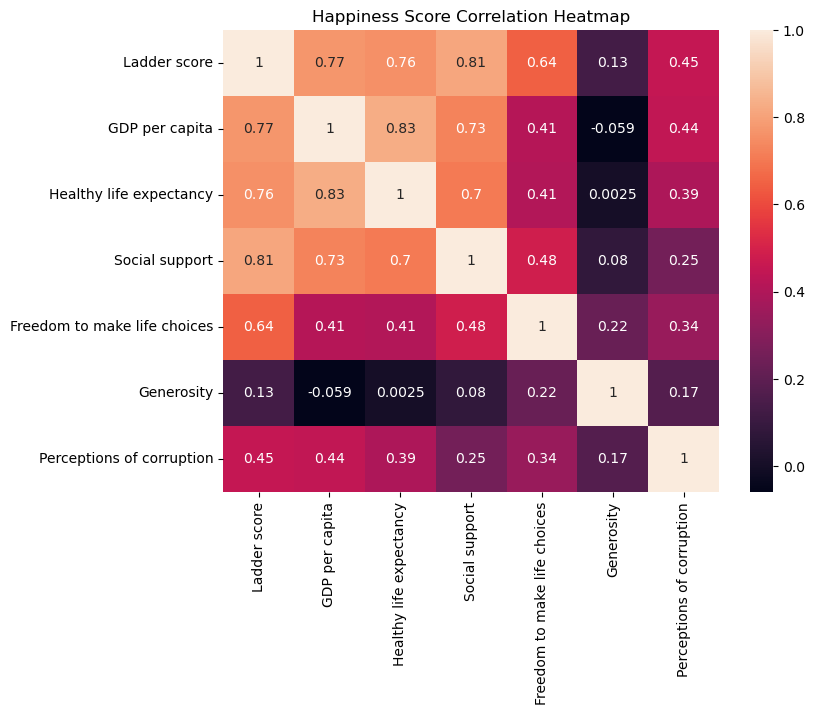 Happiness Score Correlation Heatmap
Ladder score 1 0.77 0.76 0.81 0.64 0.13 0.45
GDP per capita 0.77 1 0.83 0.73 0.41 -0.059 0.44
Healthy life expectancy 0.76 0.83 1 0.7 0.41 0.0025 0.39
Social support 0.81 0.73 0.7 1 0.48 0.08 0.25
Freedom to make life choices 0.64 0.41 0.41 0.48 1 0.22 0.34
Generosity 0.13 -0.059 0.0025 0.08 0.22 1 0.17
Perceptions of corruption 0.45 0.44 0.39 0.25 0.34 0.17 1
Ladder score
GDP per capita
Healthy life expectancy
Social support
Freedom to make life choices
Generosity
Perceptions of corruption
1.0
0.8
0.6
0.4
0.2
0.0